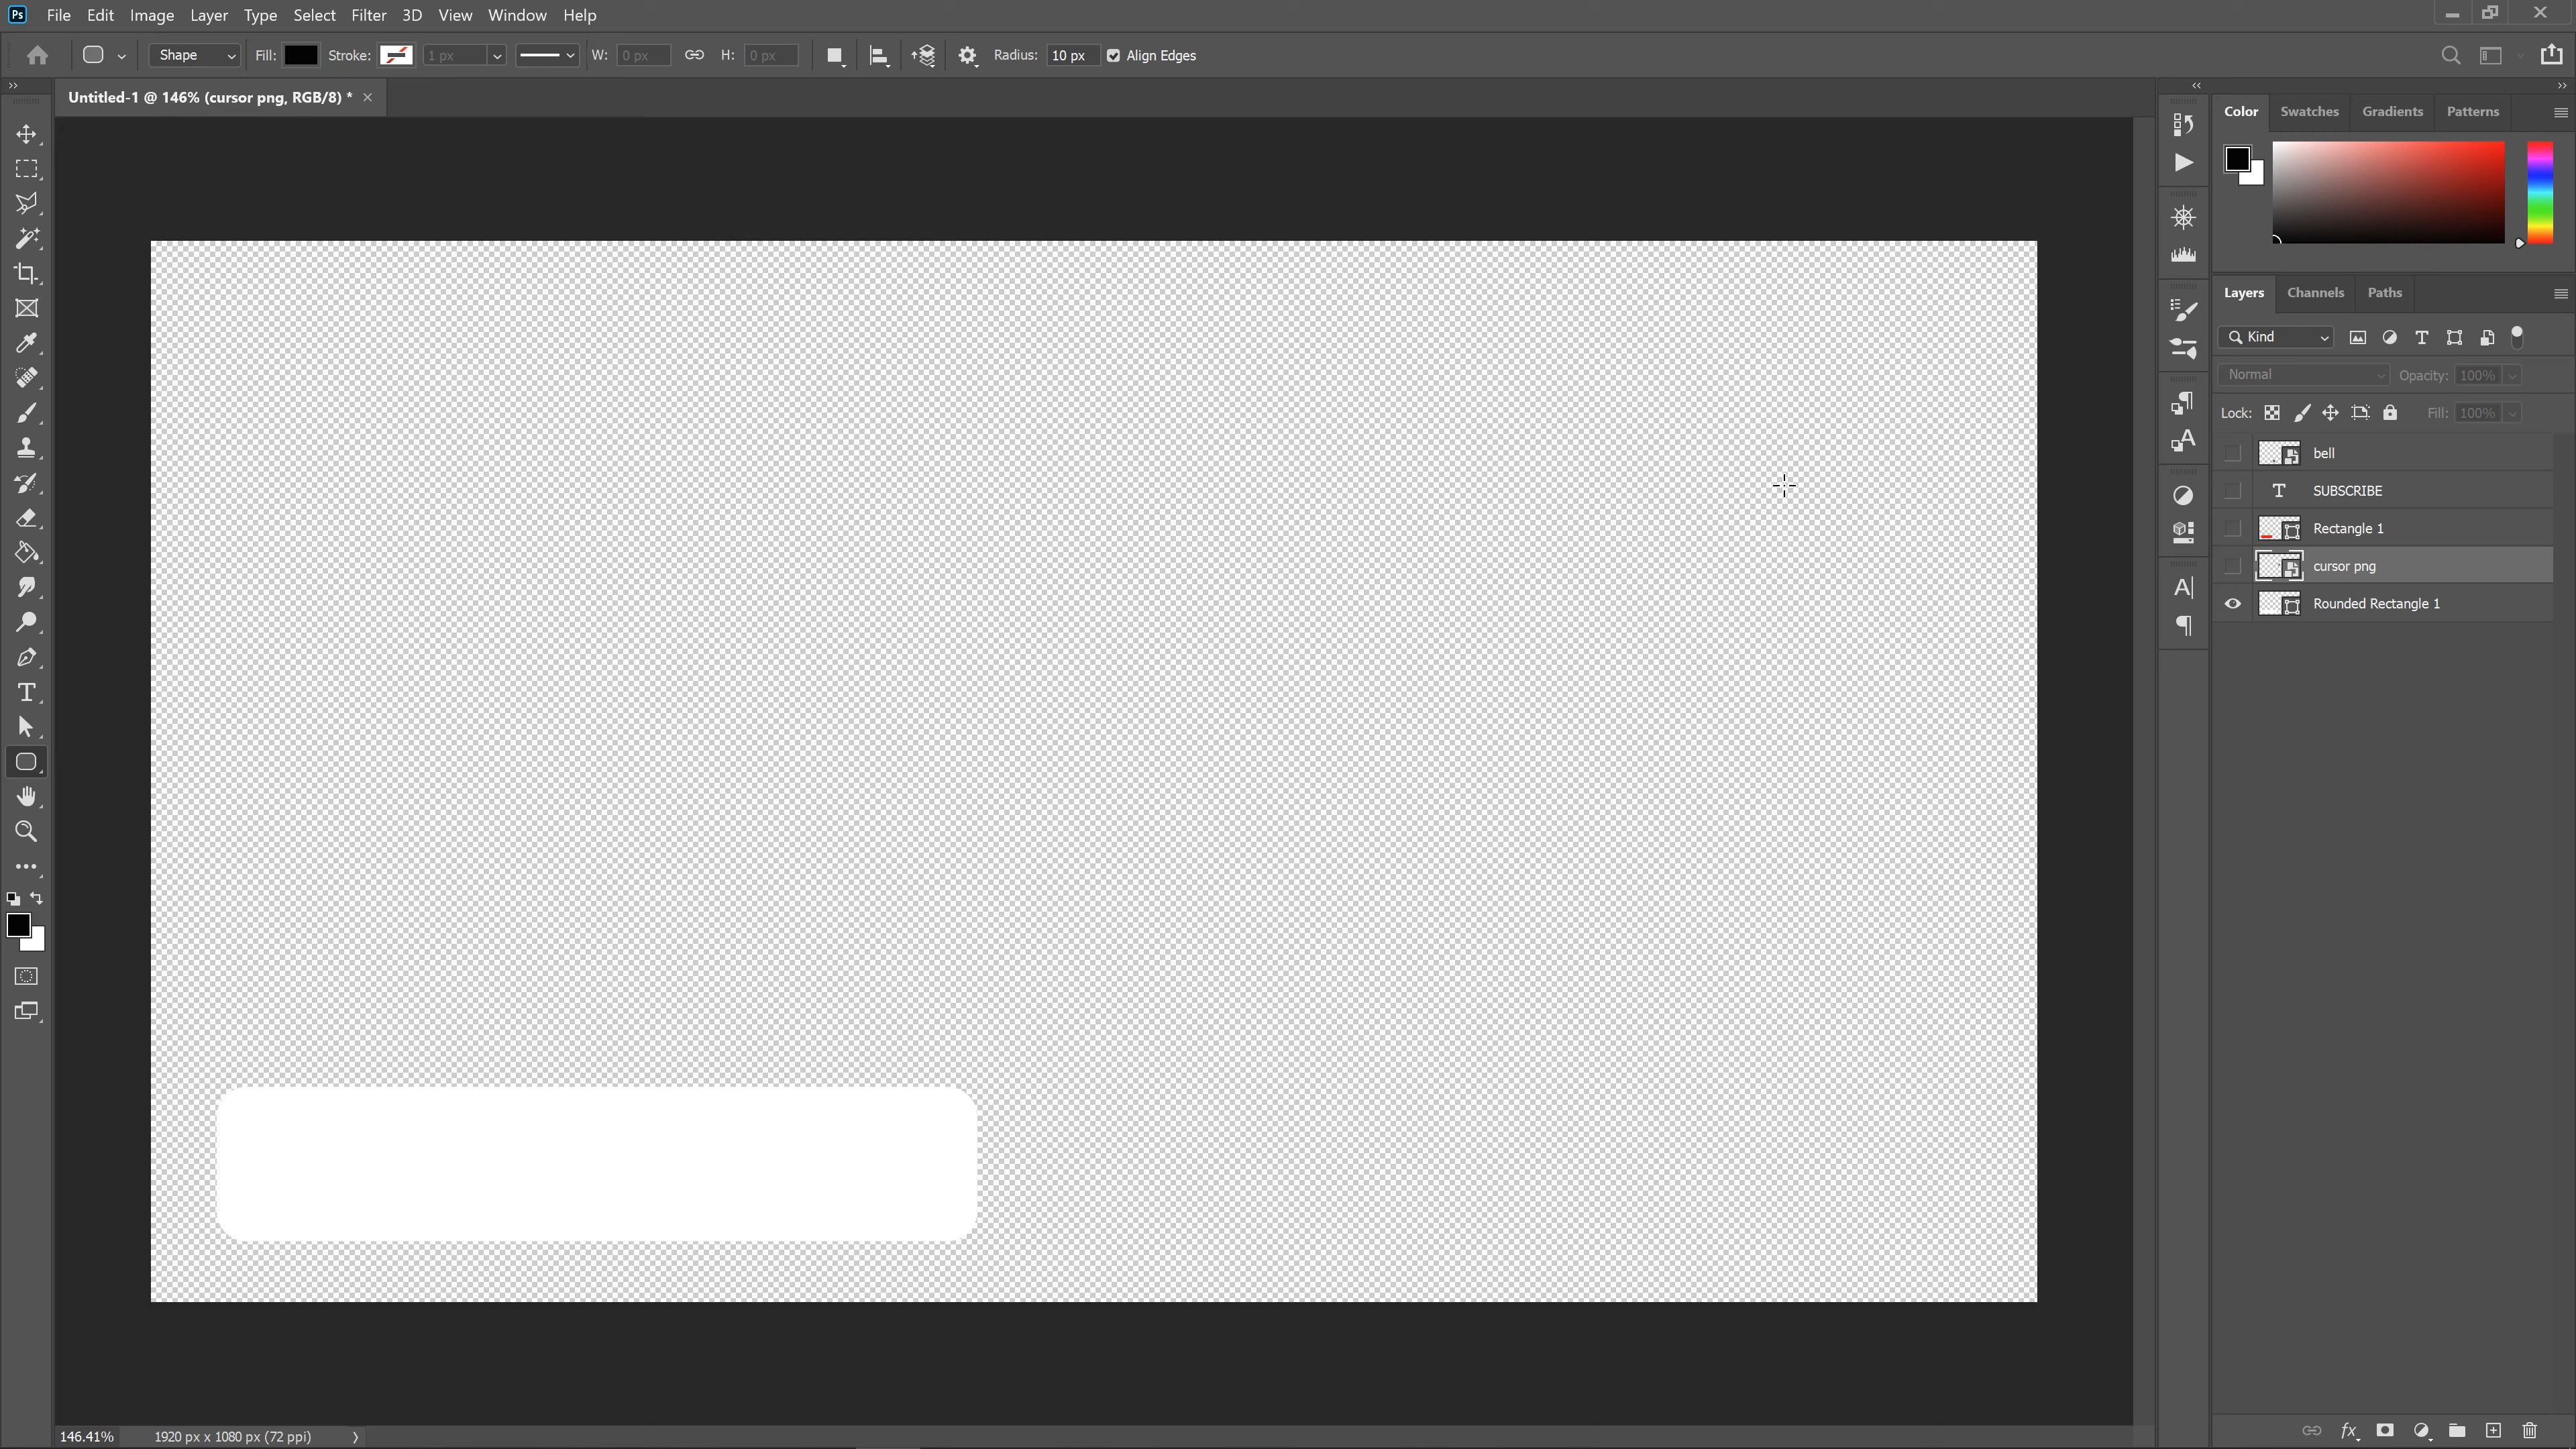 Ps File Edit Image Layer Type Select Filter 3D View Window Help
Shape Fill: Stroke: 1 px W: 0 px H: 0 px Radius: 10 px Align Edges
Untitled-1 @ 146% (cursor png, RGB/8) * ×
Color Swatches Gradients Patterns
Layers Channels Paths
Kind
Normal Opacity: 100%
Lock: Fill: 100%
bell
SUBSCRIBE
Rectangle 1
cursor png
Rounded Rectangle 1
fx
146.41% 1920 px x 1080 px (72 ppi)